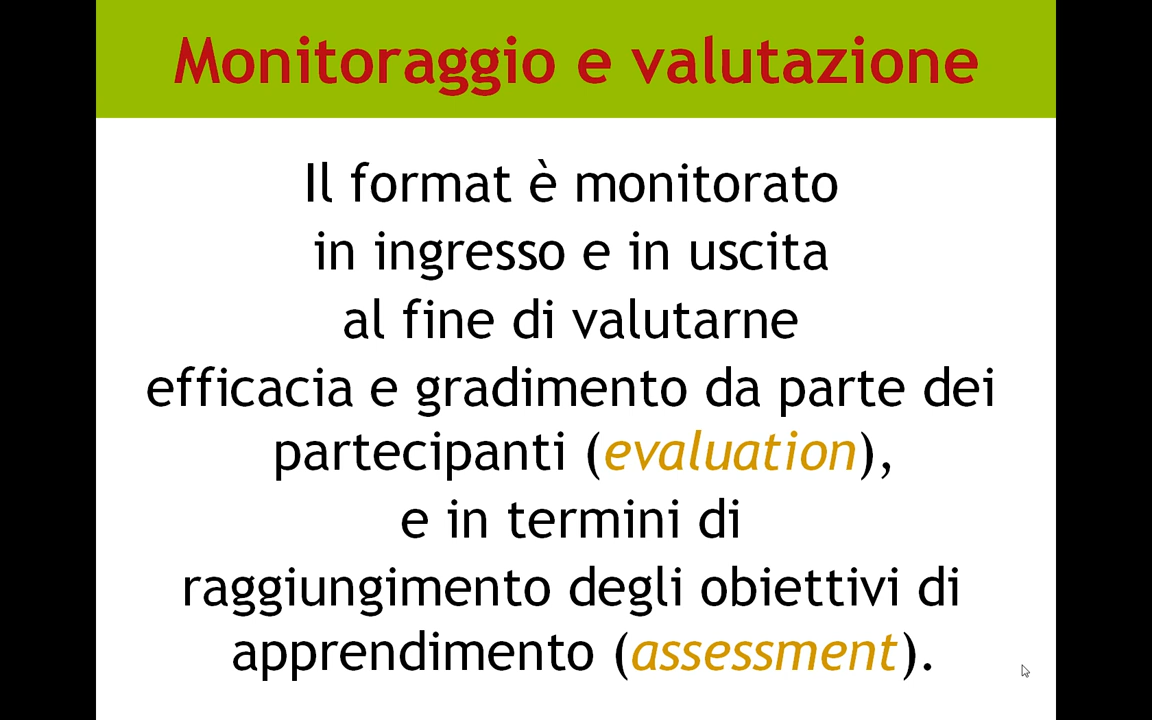 Monitoraggio e valutazione
Il format è monitorato
in ingresso e in uscita
al fine di valutarne
efficacia e gradimento da parte dei
partecipanti (evaluation),
e in termini di
raggiungimento degli obiettivi di
apprendimento (assessment).